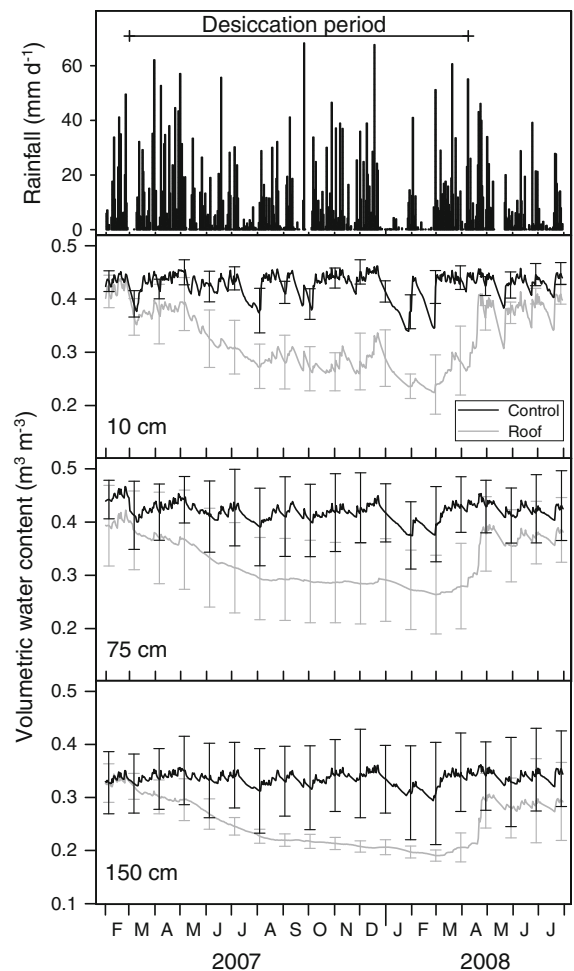 Desiccation period
Rainfall (mm d⁻¹)
60
40
20
0
Volumetric water content (m³ m⁻³)
0.5
0.4
0.3
0.2
10 cm
Control
Roof
0.5
0.4
0.3
0.2
75 cm
0.5
0.4
0.3
0.2
0.1
150 cm
F M A M J J A S O N D J F M A M J J
2007 2008